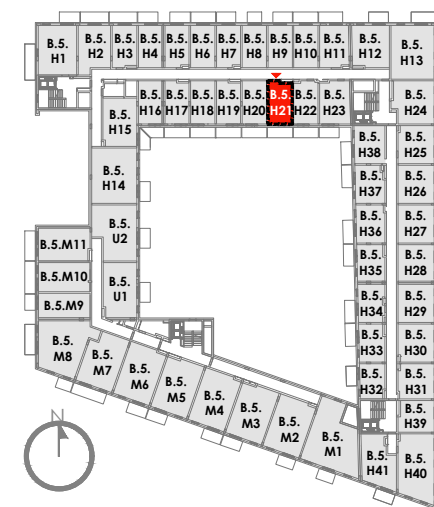 B.5. H1
B.5. H2
B.5. H3
B.5. H4
B.5. H5
B.5. H6
B.5. H7
B.5. H8
B.5. H9
B.5. H10
B.5. H11
B.5. H12
B.5. H13
B.5. H15
B.5. H16
B.5. H17
B.5. H18
B.5. H19
B.5. H20
B.5. H21
B.5. H22
B.5. H23
B.5. H24
B.5. H38
B.5. H25
B.5. H14
B.5. H37
B.5. H26
B.5. U2
B.5. H36
B.5. H27
B.5.M11
B.5. H35
B.5. H28
B.5.M10
B.5. U1
B.5. H34
B.5. H29
B.5.M9
B.5. H33
B.5. H30
B.5. M8
B.5. M7
B.5. M6
B.5. M5
B.5. M4
B.5. M3
B.5. M2
B.5. M1
B.5. H32
B.5. H31
B.5. H39
B.5. H41
B.5. H40
N